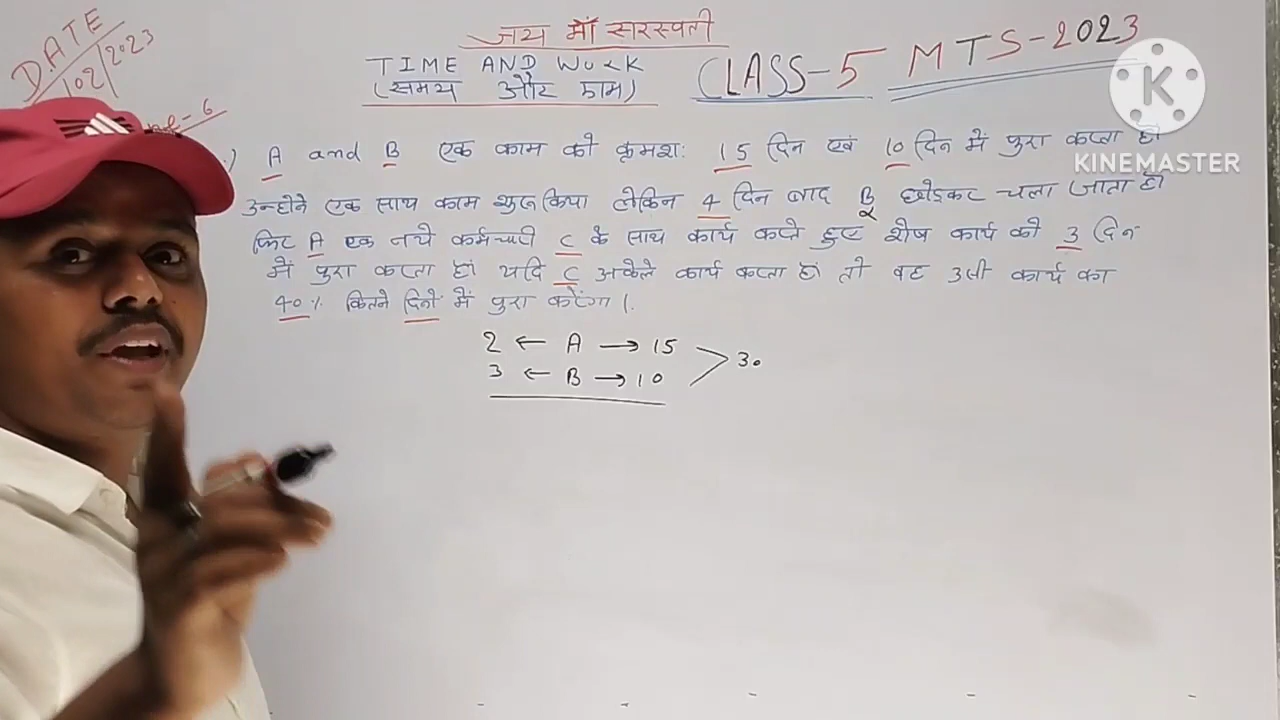 जय माँ सरस्वती
DATE
102/2023
TIME AND WORK
(समय और काम)
CLASS-5 MTS-2023
KINEMASTER
A and B एक काम को क्रमशः 15 दिन एवं 10 दिन में पुरा करता हो
उन्होने एक साथ काम शुरू किया लेकिन 4 दिन बाद B छोड़कर चला जाता हो
फिर A एक नये कर्मचारी C के साथ कार्य करते हुए शेष कार्य को 3 दिन
में पुरा करता हो यदि C अकेले कार्य करता हो तो वह उसी कार्य का
40% कितने दिनों में पुरा करेगा।
2 ← A → 15
3 ← B → 10
30